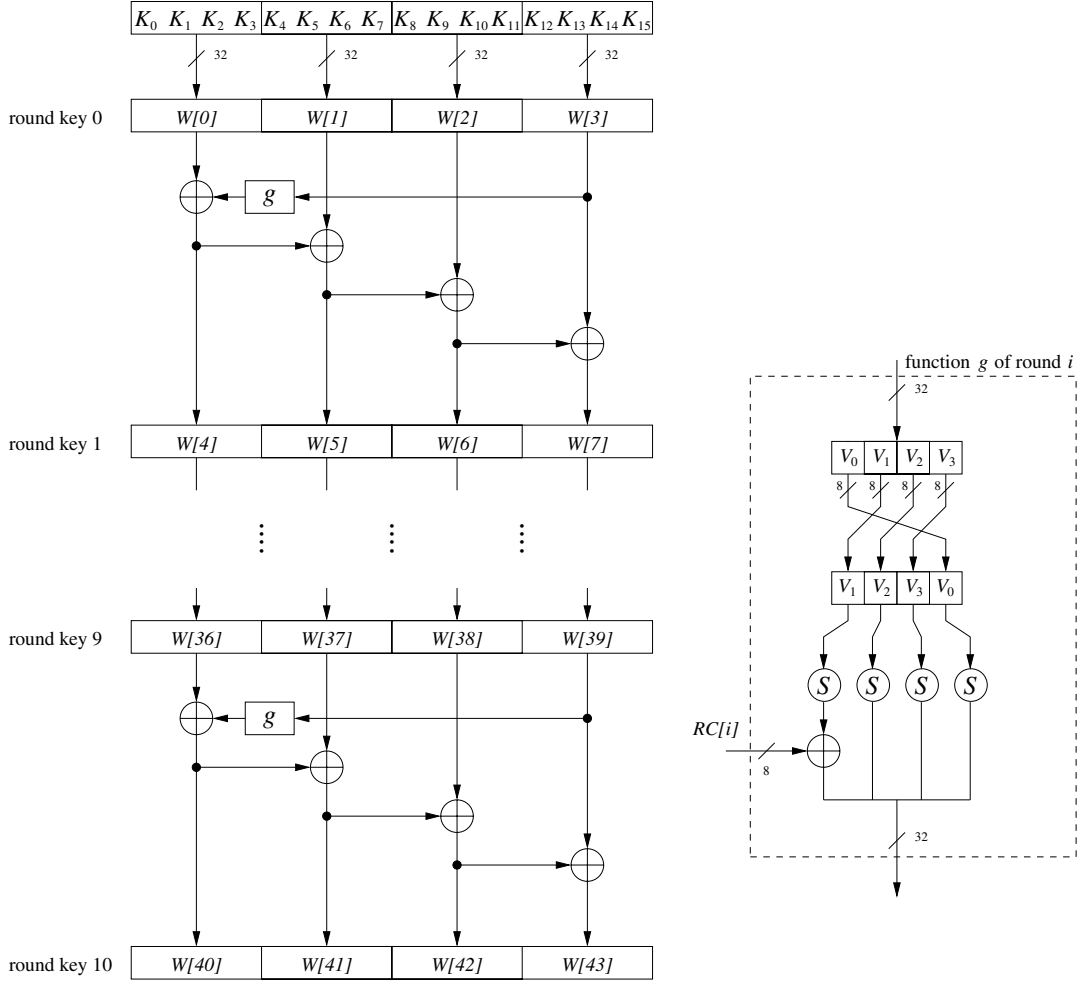 K0 K1 K2 K3 K4 K5 K6 K7 K8 K9 K10 K11 K12 K13 K14 K15
32 32 32 32
round key 0 W[0] W[1] W[2] W[3]
g
round key 1 W[4] W[5] W[6] W[7]
round key 9 W[36] W[37] W[38] W[39]
g
round key 10 W[40] W[41] W[42] W[43]
function g of round i
32
V0 V1 V2 V3
8 8 8 8
V1 V2 V3 V0
S S S S
RC[i]
8
32